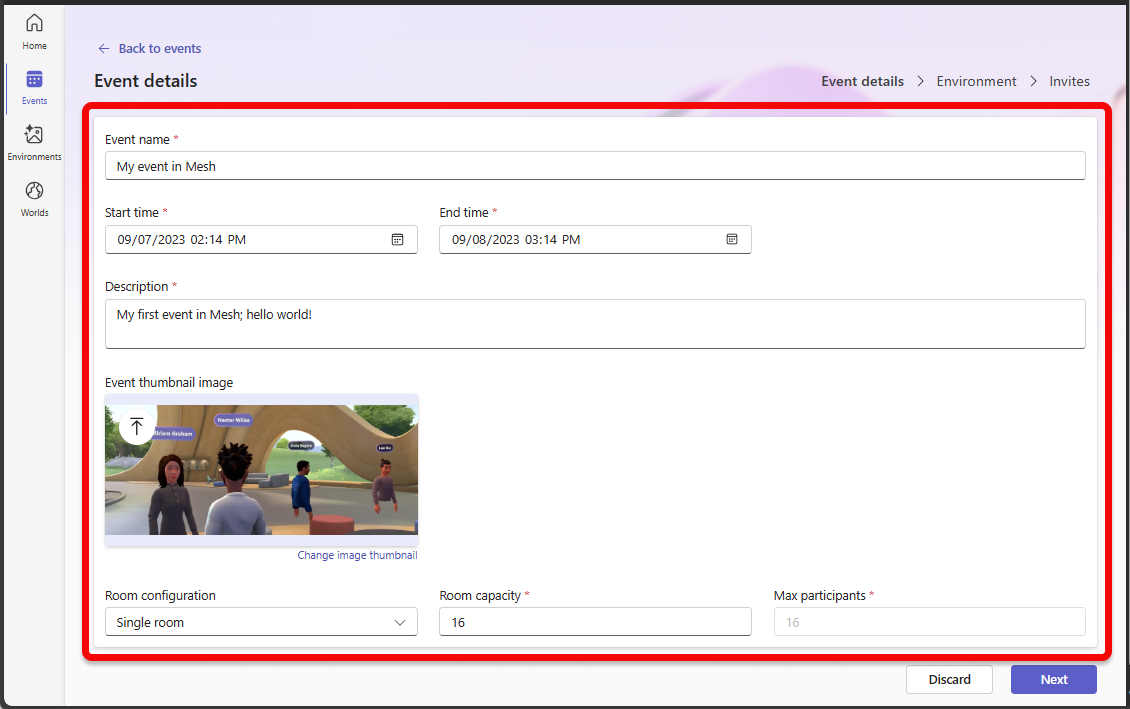 Home
Events
Environments
Worlds
Back to events
Event details
Event details > Environment > Invites
Event name *
My event in Mesh
Start time * End time *
09/07/2023 02:14 PM 09/08/2023 03:14 PM
Description *
My first event in Mesh; hello world!
Event thumbnail image
Nestor Wilke
Miriam Graham
Change image thumbnail
Room configuration Room capacity * Max participants *
Single room 16 16
Discard Next